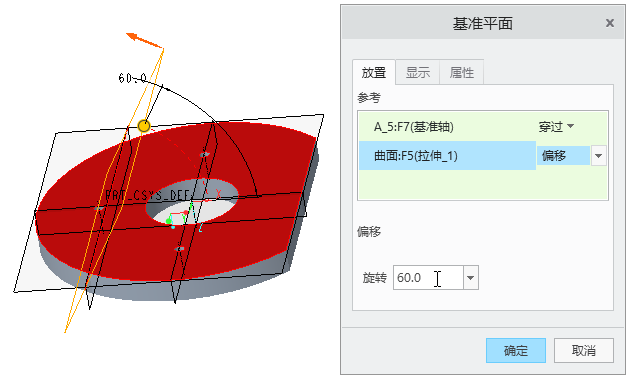 60.0
PRT_CSYS_DEF
基准平面
放置 显示 属性
参考
A_5:F7(基准轴) 穿过
曲面:F5(拉伸_1) 偏移
偏移
旋转 60.0
确定 取消